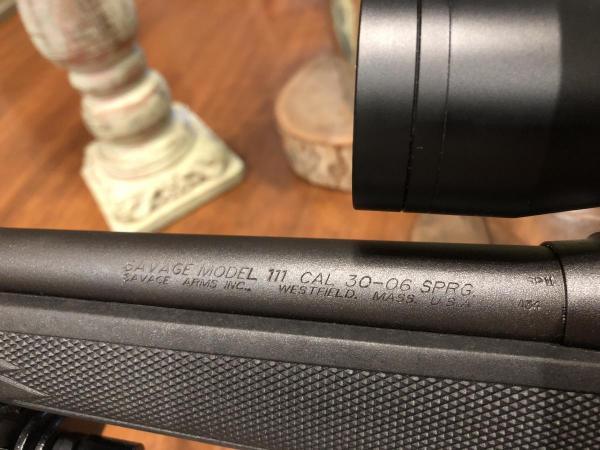 SAVAGE MODEL 111 CAL. 30-06 SPRG.
SAVAGE ARMS INC., WESTFIELD, MASS. U.S.A.